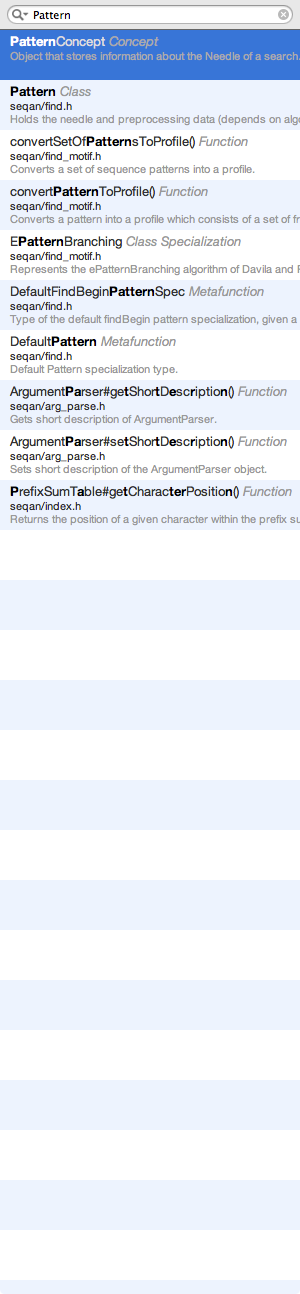 Pattern
PatternConcept Concept
Object that stores information about the Needle of a search.
Pattern Class
seqan/find.h
Holds the needle and preprocessing data (depends on algo
convertSetOfPatternsToProfile() Function
seqan/find_motif.h
Converts a set of sequence patterns into a profile.
convertPatternToProfile() Function
seqan/find_motif.h
Converts a pattern into a profile which consists of a set of fr
EPatternBranching Class Specialization
seqan/find_motif.h
Represents the ePatternBranching algorithm of Davila and R
DefaultFindBeginPatternSpec Metafunction
seqan/find.h
Type of the default findBegin pattern specialization, given a
DefaultPattern Metafunction
seqan/find.h
Default Pattern specialization type.
ArgumentParser#getShortDescription() Function
seqan/arg_parse.h
Gets short description of ArgumentParser.
ArgumentParser#setShortDescription() Function
seqan/arg_parse.h
Sets short description of the ArgumentParser object.
PrefixSumTable#getCharacterPosition() Function
seqan/index.h
Returns the position of a given character within the prefix su